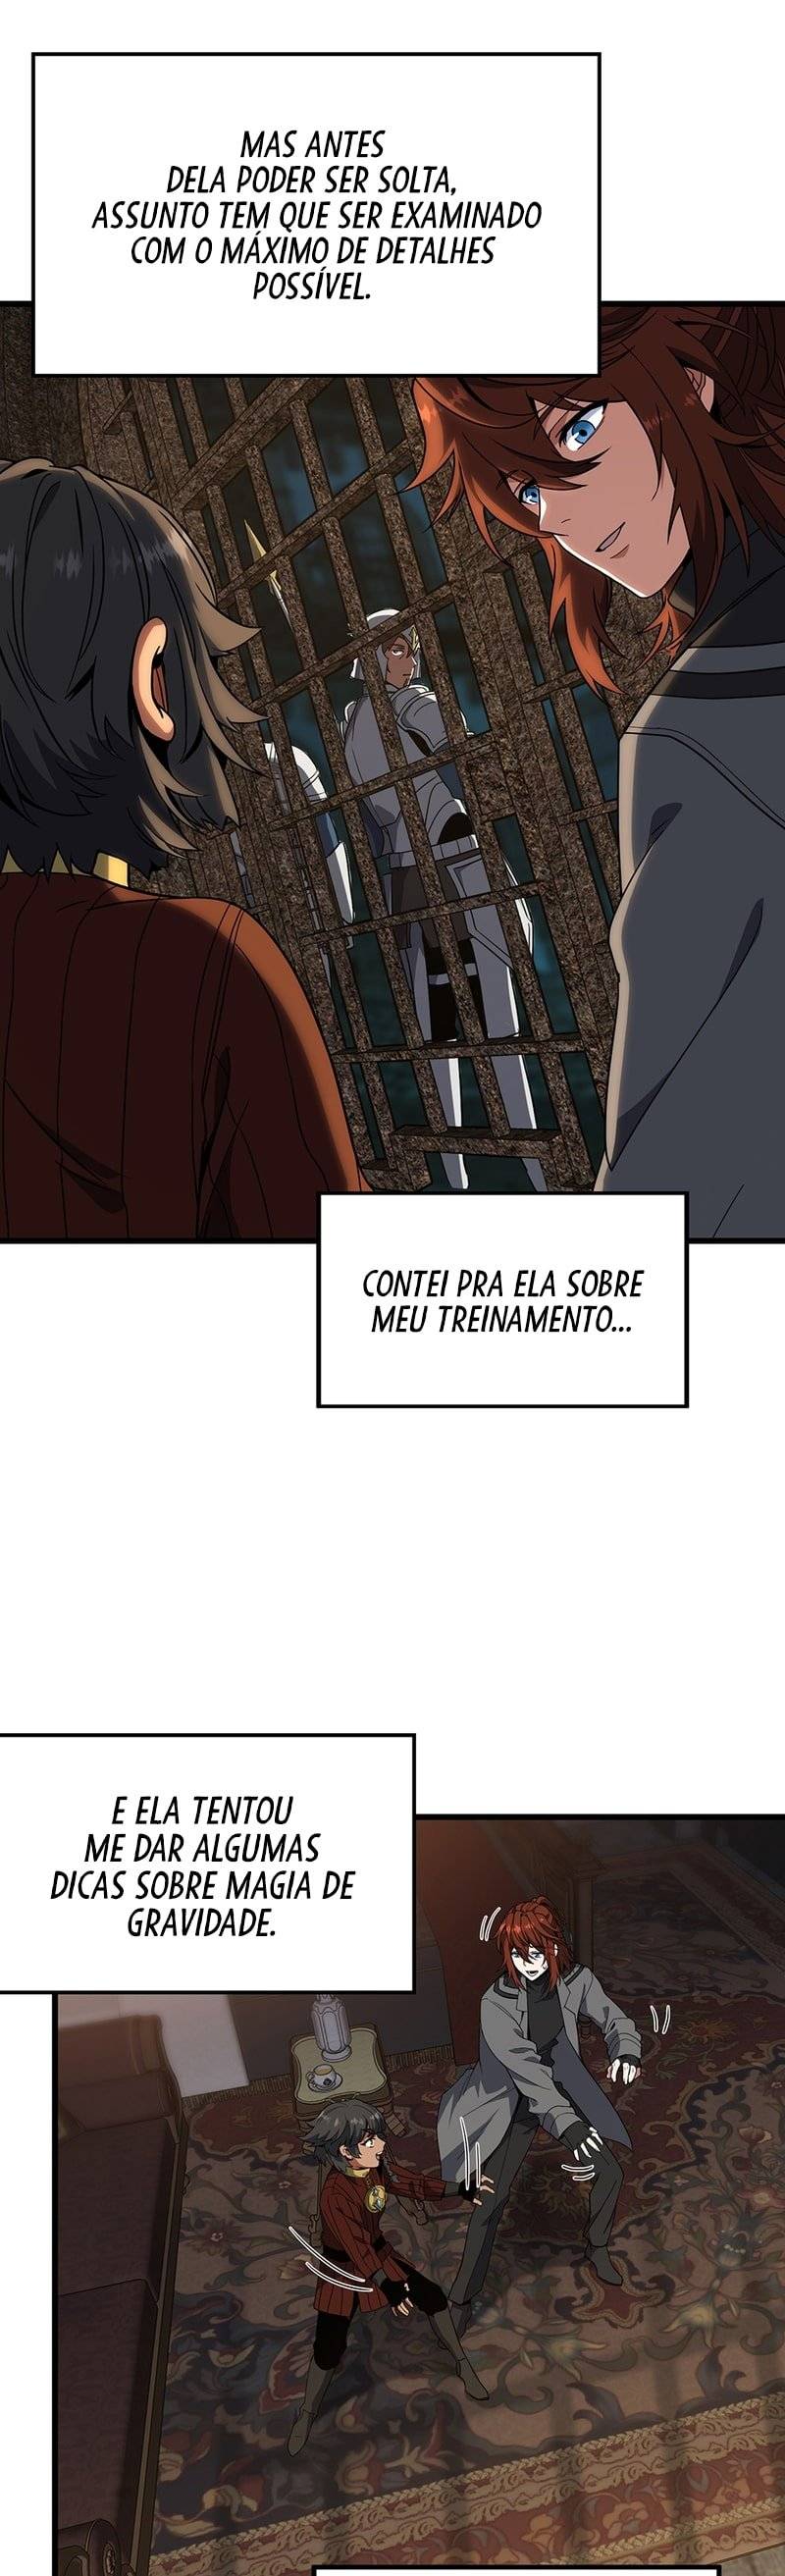 MAS ANTES
DELA PODER SER SOLTA,
ASSUNTO TEM QUE SER EXAMINADO
COM O MÁXIMO DE DETALHES
POSSÍVEL.
CONTEI PRA ELA SOBRE
MEU TREINAMENTO...
E ELA TENTOU
ME DAR ALGUMAS
DICAS SOBRE MAGIA DE
GRAVIDADE.